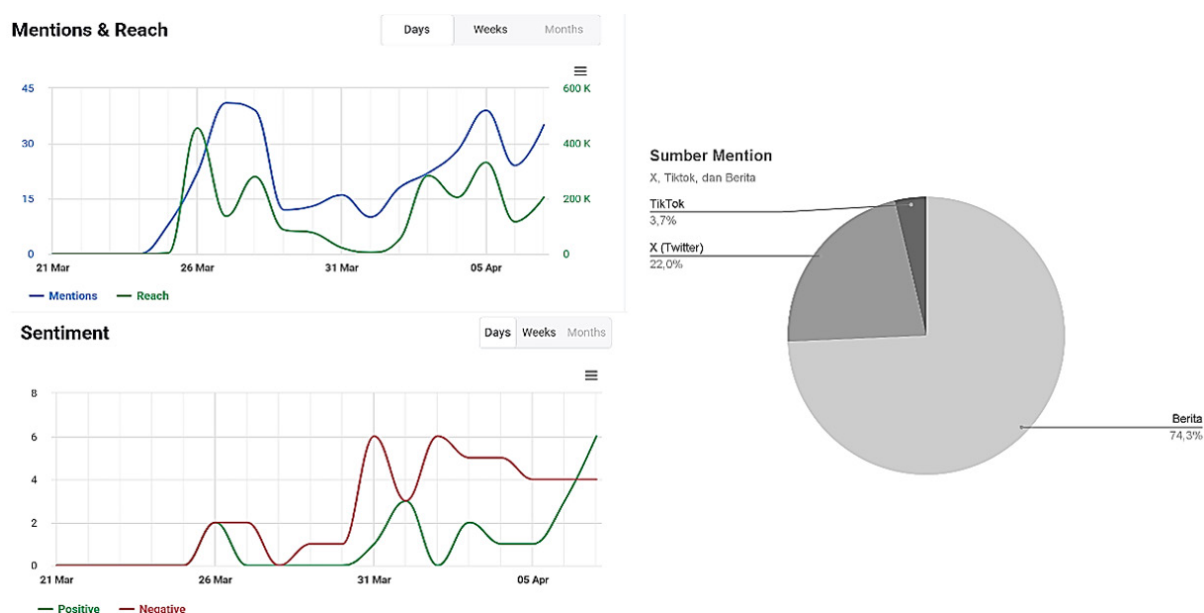 Mentions & Reach
Days Weeks Months
45 600 K
30 400 K
15 200 K
0 0
21 Mar 26 Mar 31 Mar 05 Apr
Mentions Reach
Sentiment
Days Weeks Months
8
6
4
2
0
21 Mar 26 Mar 31 Mar 05 Apr
Positive Negative
Sumber Mention
X, Tiktok, dan Berita
TikTok
3,7%
X (Twitter)
22,0%
Berita
74,3%